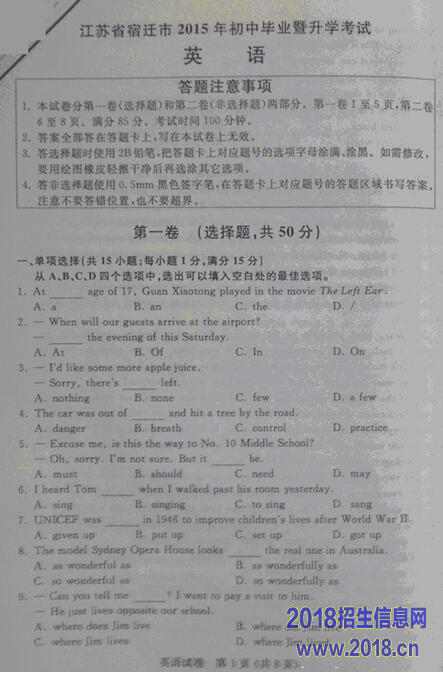 江苏省宿迁市 2015 年初中毕业暨升学考试
英 语
答题注意事项
1. 本试卷分第一卷(选择题)和第二卷(非选择题)两部分。第一卷 1 至 5 页,第二卷
6 至 8 页。满分 85 分。考试时间 100 分钟。
2. 答案全部答在答题卡上,写在本试卷上无效。
3. 答选择题时使用 2B 铅笔,把答题卡上对应题号的选项字母涂满、涂黑。如需修改,
要用绘图橡皮轻擦干净后再选涂其它选项。
4. 答非选择题使用 0.5mm 黑色签字笔,在答题卡上对应题号的答题区域书写答案。
注意不要答错位置,也不要超界。
第一卷 (选择题,共 50 分)
一、单项选择(共 15 小题;每小题 1 分,满分 15 分)
从 A、B、C、D 四个选项中,选出可以填入空白处的最佳选项。
1. At ______ age of 17, Guan Xiaotong played in the movie The Left Ear.
A. a B. an C. the D. /
2. — When will our guests arrive at the airport?
— ______ the evening of this Saturday.
A. At B. Of C. In D. On
3. — I'd like some more apple juice.
— Sorry, there's ______ left.
A. nothing B. none C. few D. a few
4. The car was out of ______ and hit a tree by the road.
A. danger B. breath C. control D. practice
5. — Excuse me, is this the way to No. 10 Middle School?
— Oh, sorry. I'm not sure. But it ______ be.
A. must B. should C. need D. may
6. I heard Tom ______ when I walked past his room yesterday.
A. sing B. singing C. to sing D. sang
7. UNICEF was ______ in 1946 to improve children's lives after World War Ⅱ.
A. given up B. put up C. set up D. got up
8. The model Sydney Opera House looks ______ the real one in Australia.
A. as wonderful as B. as wonderfully as
C. so wonderful as D. so wonderfully as
9. — Can you tell me ______? I want to pay a visit to him.
— He just lives opposite our school.
A. where does Jim live B. where
C. where Jim lives D. where Jim lived
英语试卷 第 1 页 (共 8 页)
2018招生信息网
www.2018.cn